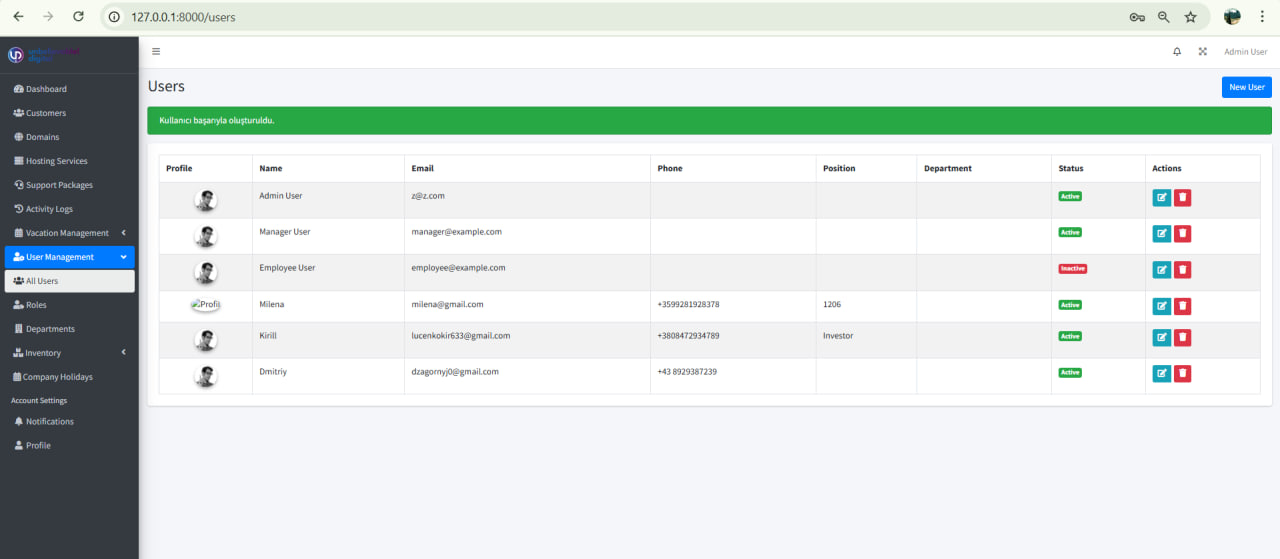 127.0.0.1:8000/users
Admin User
Dashboard
Customers
Domains
Hosting Services
Support Packages
Activity Logs
Vacation Management
User Management
All Users
Roles
Departments
Inventory
Company Holidays
Account Settings
Notifications
Profile
Users
New User
Kullanıcı başarıyla oluşturuldu.
Profile Name Email Phone Position Department Status Actions
Admin User z@z.com Active
Manager User manager@example.com Active
Employee User employee@example.com Inactive
Profil Milena milena@gmail.com +3599281928378 1206 Active
Kirill lucenkokir633@gmail.com +3808472934789 Investor Active
Dmitriy dzagornyj0@gmail.com +43 8929387239 Active